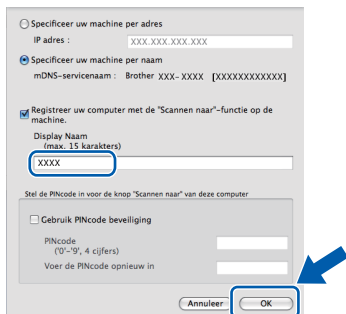 Specificeer uw machine per adres
IP adres : XXX.XXX.XXX.XXX
Specificeer uw machine per naam
mDNS-servicenaam : Brother XXX-XXXX [XXXXXXXXXXXX]
Registreer uw computer met de "Scannen naar"-functie op de
machine.
Display Naam
(max. 15 karakters)
XXXX
Stel de PINcode in voor de knop "Scannen naar" van deze computer
Gebruik PINcode beveiliging
PINcode
('0'-'9', 4 cijfers)
Voer de PINcode opnieuw in
Annuleer OK